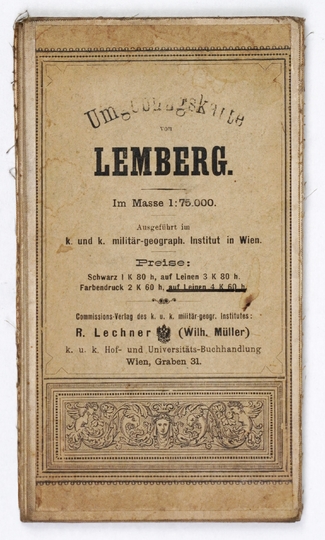 Umgebungskarte
von
LEMBERG.
Im Masse 1:75.000.
Ausgeführt im
k. und k. militär-geograph. Institut in Wien.
Preise:
Schwarz 1 K 80 h, auf Leinen 3 K 80 h.
Farbendruck 2 K 60 h, auf Leinen 4 K 60 h.
Commissions-Verlag des k. u. k. militär-geogr. Institutes:
R. Lechner (Wilh. Müller)
k. u. k. Hof- und Universitäts-Buchhandlung
Wien, Graben 31.